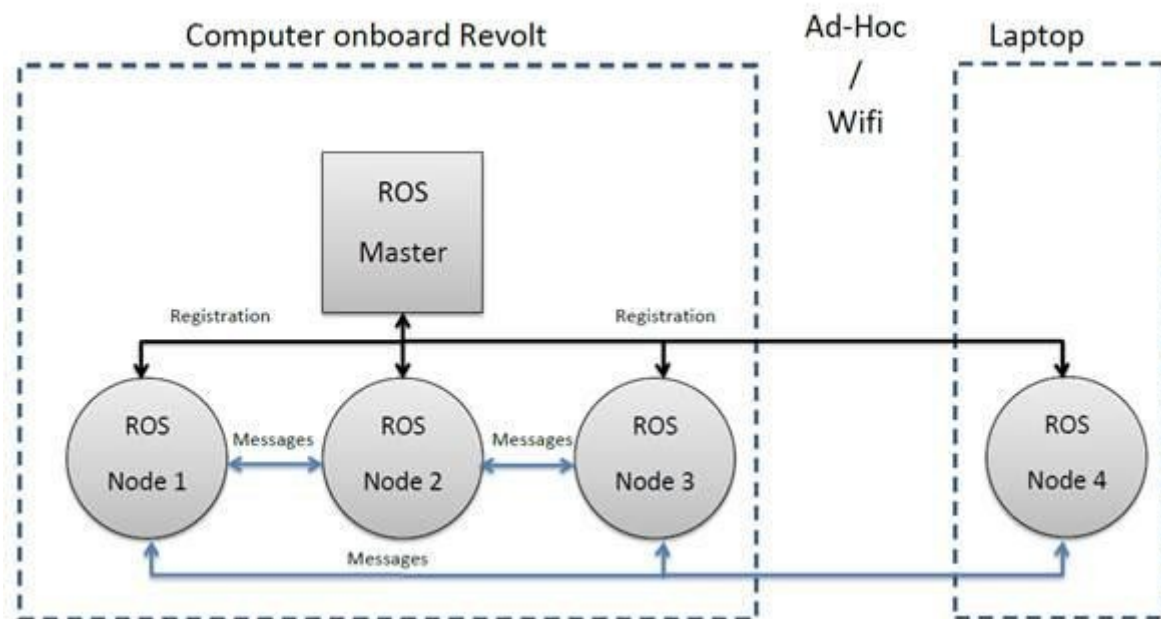 Computer onboard Revolt
Ad-Hoc
/
Wifi
Laptop
ROS
Master
Registration
Registration
ROS
Node 1
Messages
ROS
Node 2
Messages
ROS
Node 3
ROS
Node 4
Messages